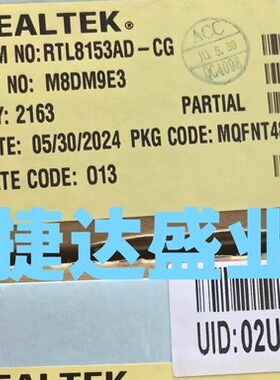 EALTEK®
M NO:RTL8153AD-CG
NO: M8DM9E3
Y: 2163
PARTIAL
TE: 05/30/2024 PKG CODE: MQFNT4
TE CODE: 013
ACC
捷达盛业
UID:02U